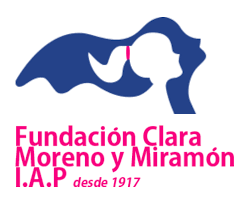 Fundación Clara
Moreno y Miramón
I.A.P desde 1917